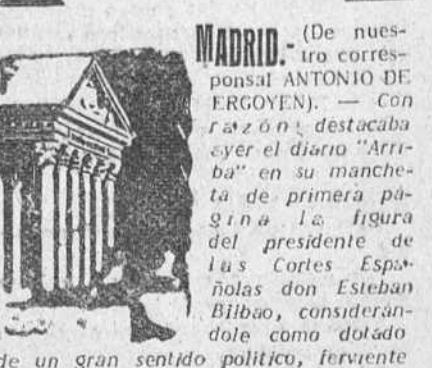 MADRID.- (De nues-
tro corres-
ponsal ANTONIO DE
ERGOYEN). — Con
razón, destacaba
ayer el diario "Arri-
ba" en su manche-
ta de primera pá-
gina la figura
del presidente de
las Cortes Espa-
ñolas don Esteban
Bilbao, considerán-
dole como dotado
de un gran sentido político, ferviente